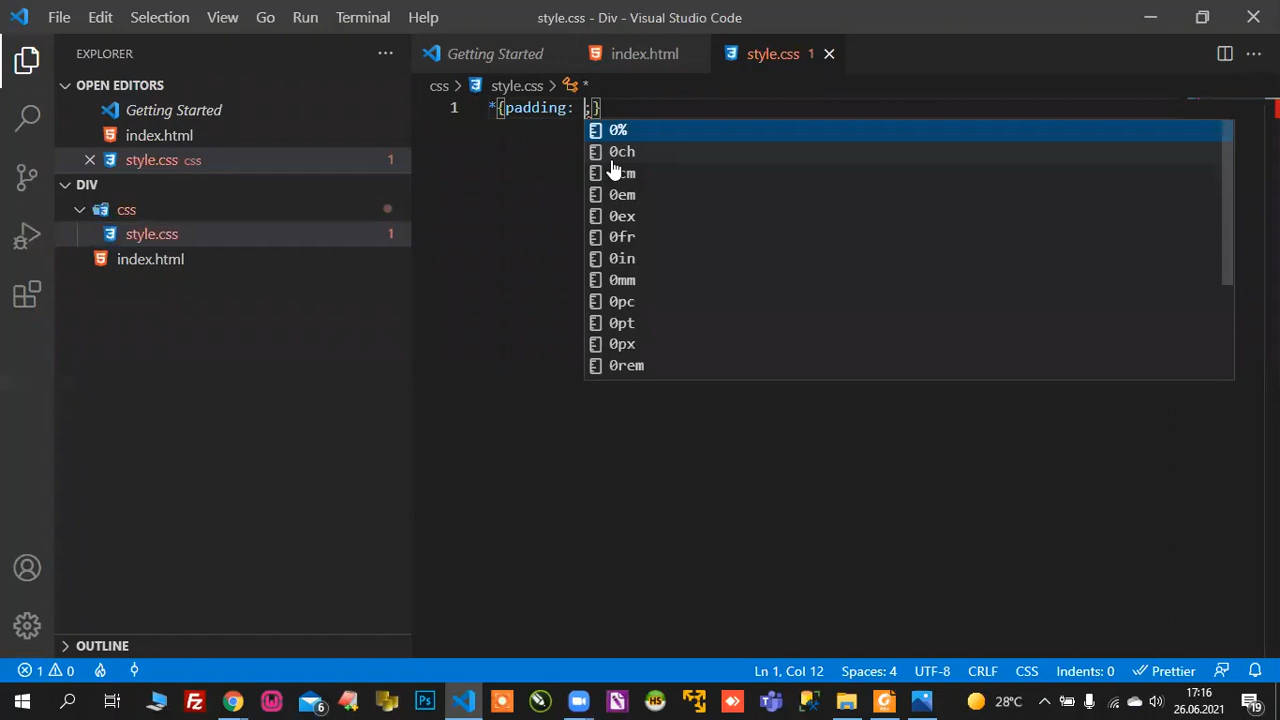 File Edit Selection View Go Run Terminal Help style.css - Div - Visual Studio Code
EXPLORER
Getting Started index.html style.css 1
OPEN EDITORS
css > style.css > *
Getting Started
1 *{padding: ;}
index.html
style.css css 1
DIV
css
style.css 1
index.html
0%
0ch
cm
0em
0ex
0fr
0in
0mm
0pc
0pt
0px
0rem
OUTLINE
1 0 Ln 1, Col 12 Spaces: 4 UTF-8 CRLF CSS Indents: 0 Prettier
6 Ps HS 28°C 17:16
26.06.2021 19